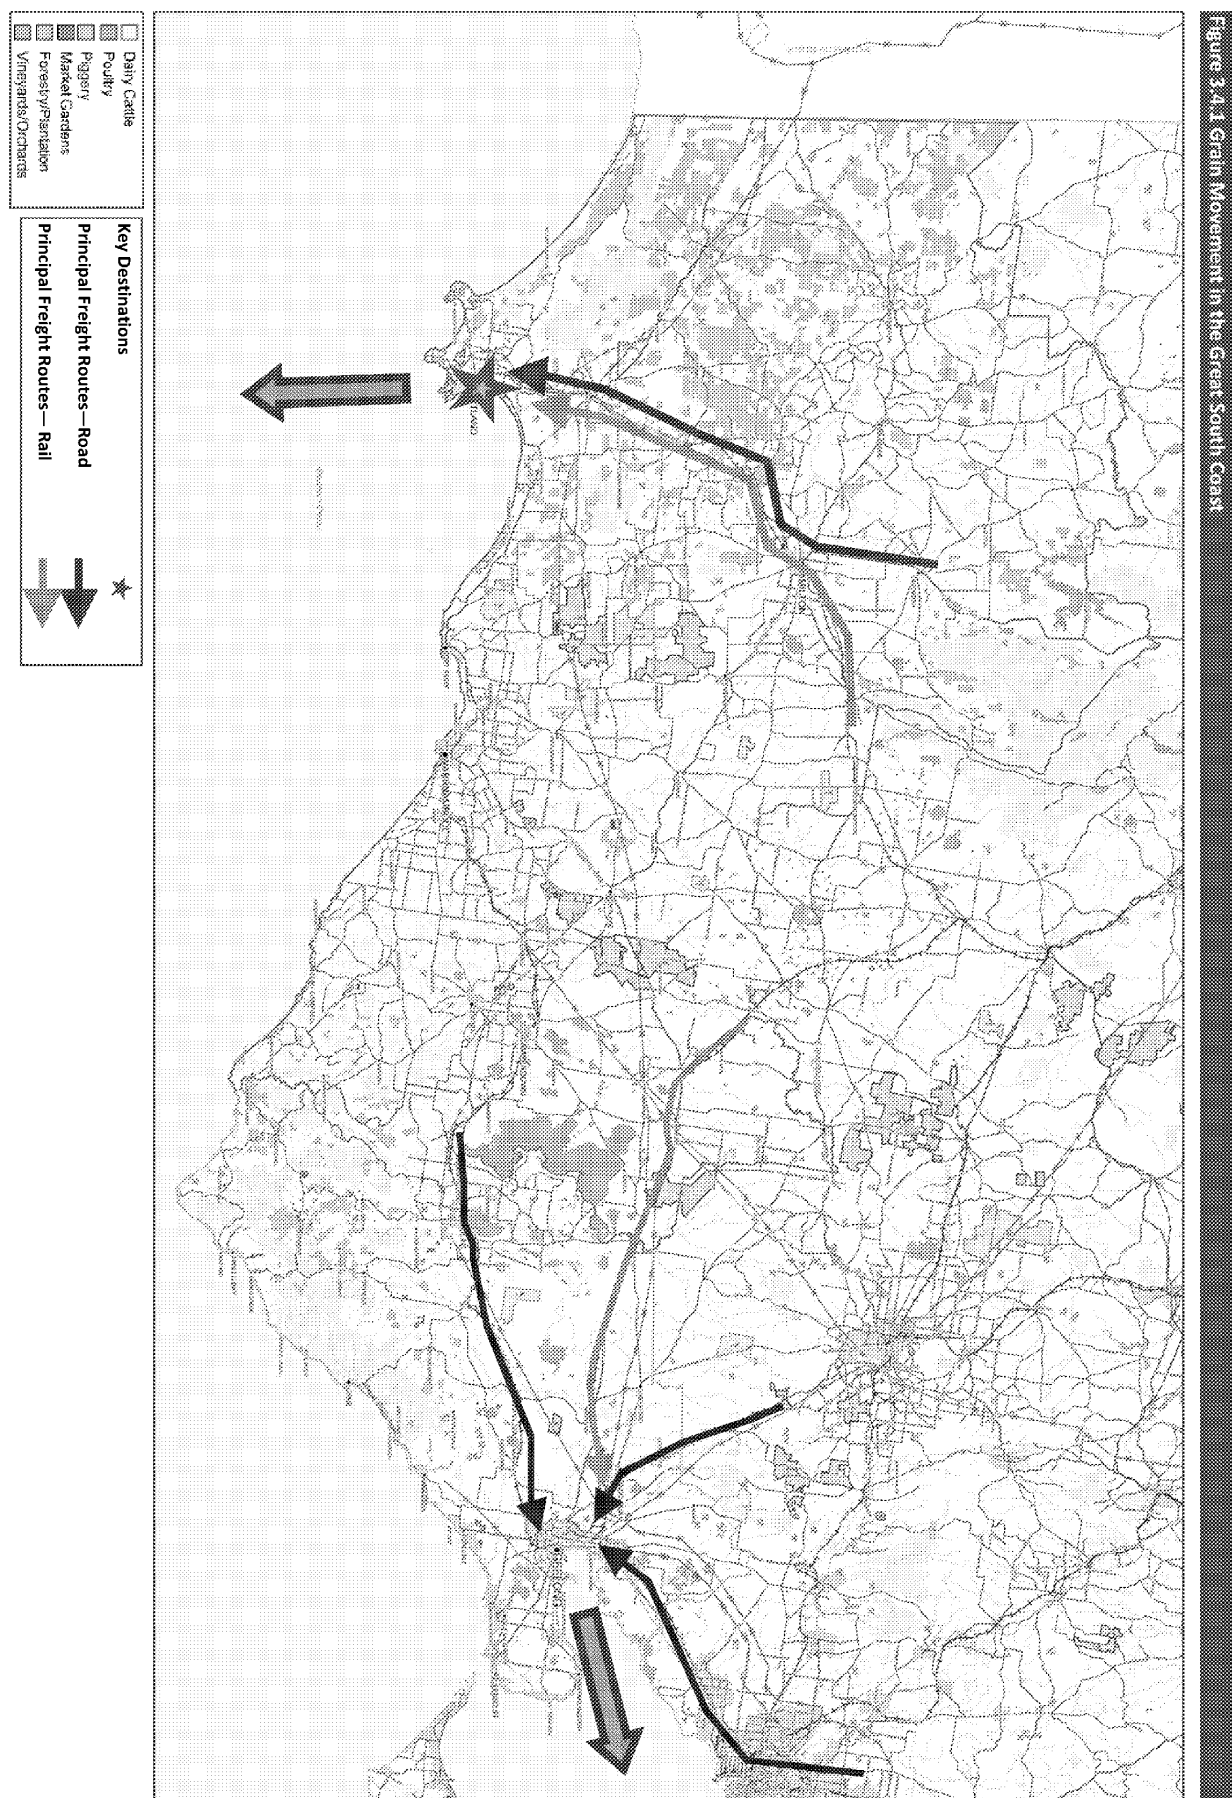 Figure 3.4.1 Grain Movement in the Great South Coast
Dairy Cattle
Poultry
Piggery
Market Gardens
Forestry/Plantation
Vineyards/Orchards
Key Destinations
Principal Freight Routes—Road
Principal Freight Routes— Rail